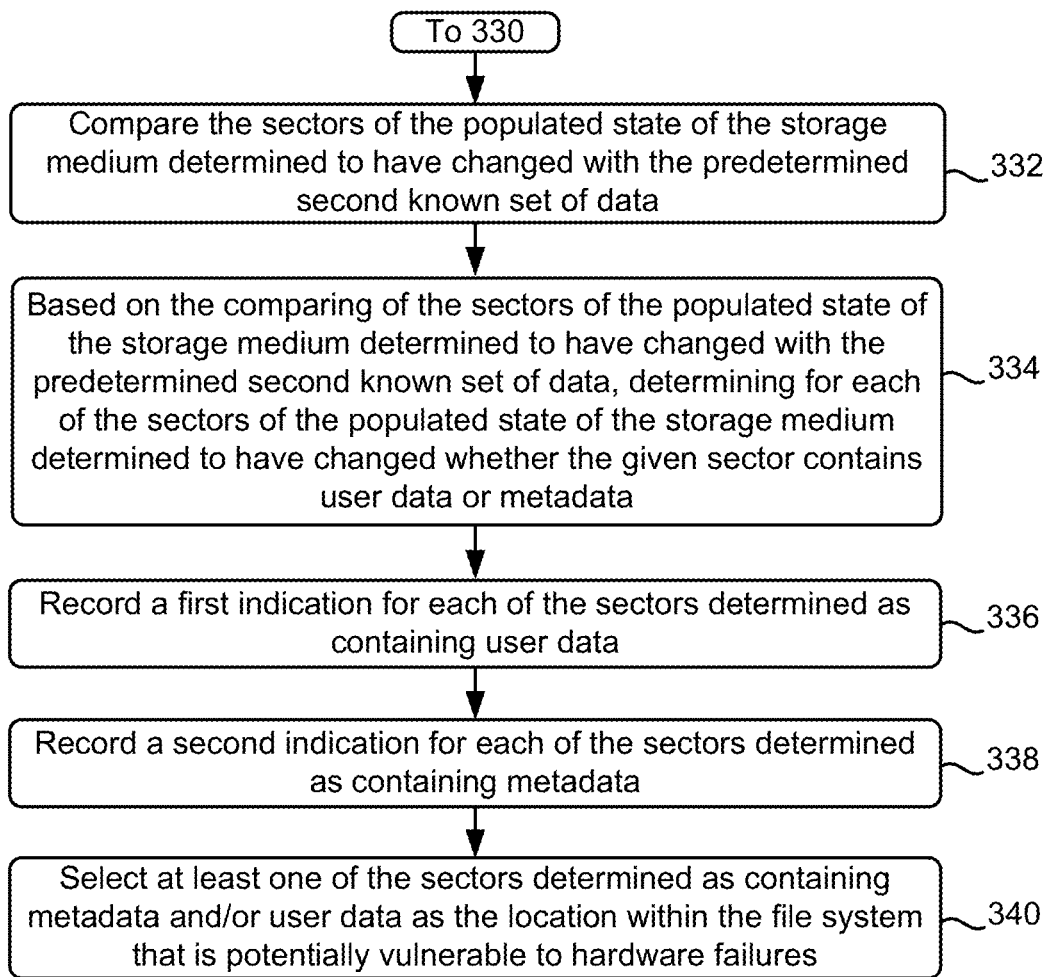 To 330
Compare the sectors of the populated state of the storage
medium determined to have changed with the predetermined
second known set of data
332
Based on the comparing of the sectors of the populated state of
the storage medium determined to have changed with the
predetermined second known set of data, determining for each
of the sectors of the populated state of the storage medium
determined to have changed whether the given sector contains
user data or metadata
334
Record a first indication for each of the sectors determined as
containing user data
336
Record a second indication for each of the sectors determined
as containing metadata
338
Select at least one of the sectors determined as containing
metadata and/or user data as the location within the file system
that is potentially vulnerable to hardware failures
340